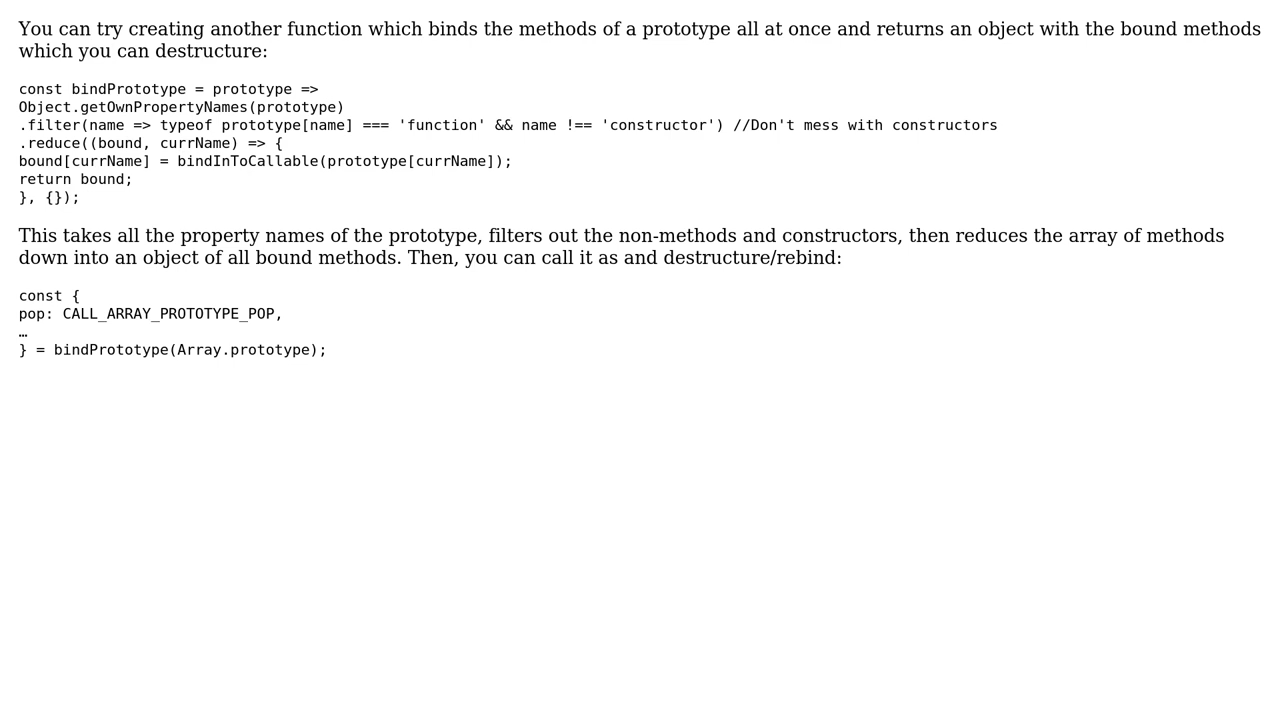 You can try creating another function which binds the methods of a prototype all at once and returns an object with the bound methods
which you can destructure:
const bindPrototype = prototype =>
Object.getOwnPropertyNames(prototype)
.filter(name => typeof prototype[name] === 'function' && name !== 'constructor') //Don't mess with constructors
.reduce((bound, currName) => {
bound[currName] = bindInToCallable(prototype[currName]);
return bound;
}, {});
This takes all the property names of the prototype, filters out the non-methods and constructors, then reduces the array of methods
down into an object of all bound methods. Then, you can call it as and destructure/rebind:
const {
pop: CALL_ARRAY_PROTOTYPE_POP,
…
} = bindPrototype(Array.prototype);